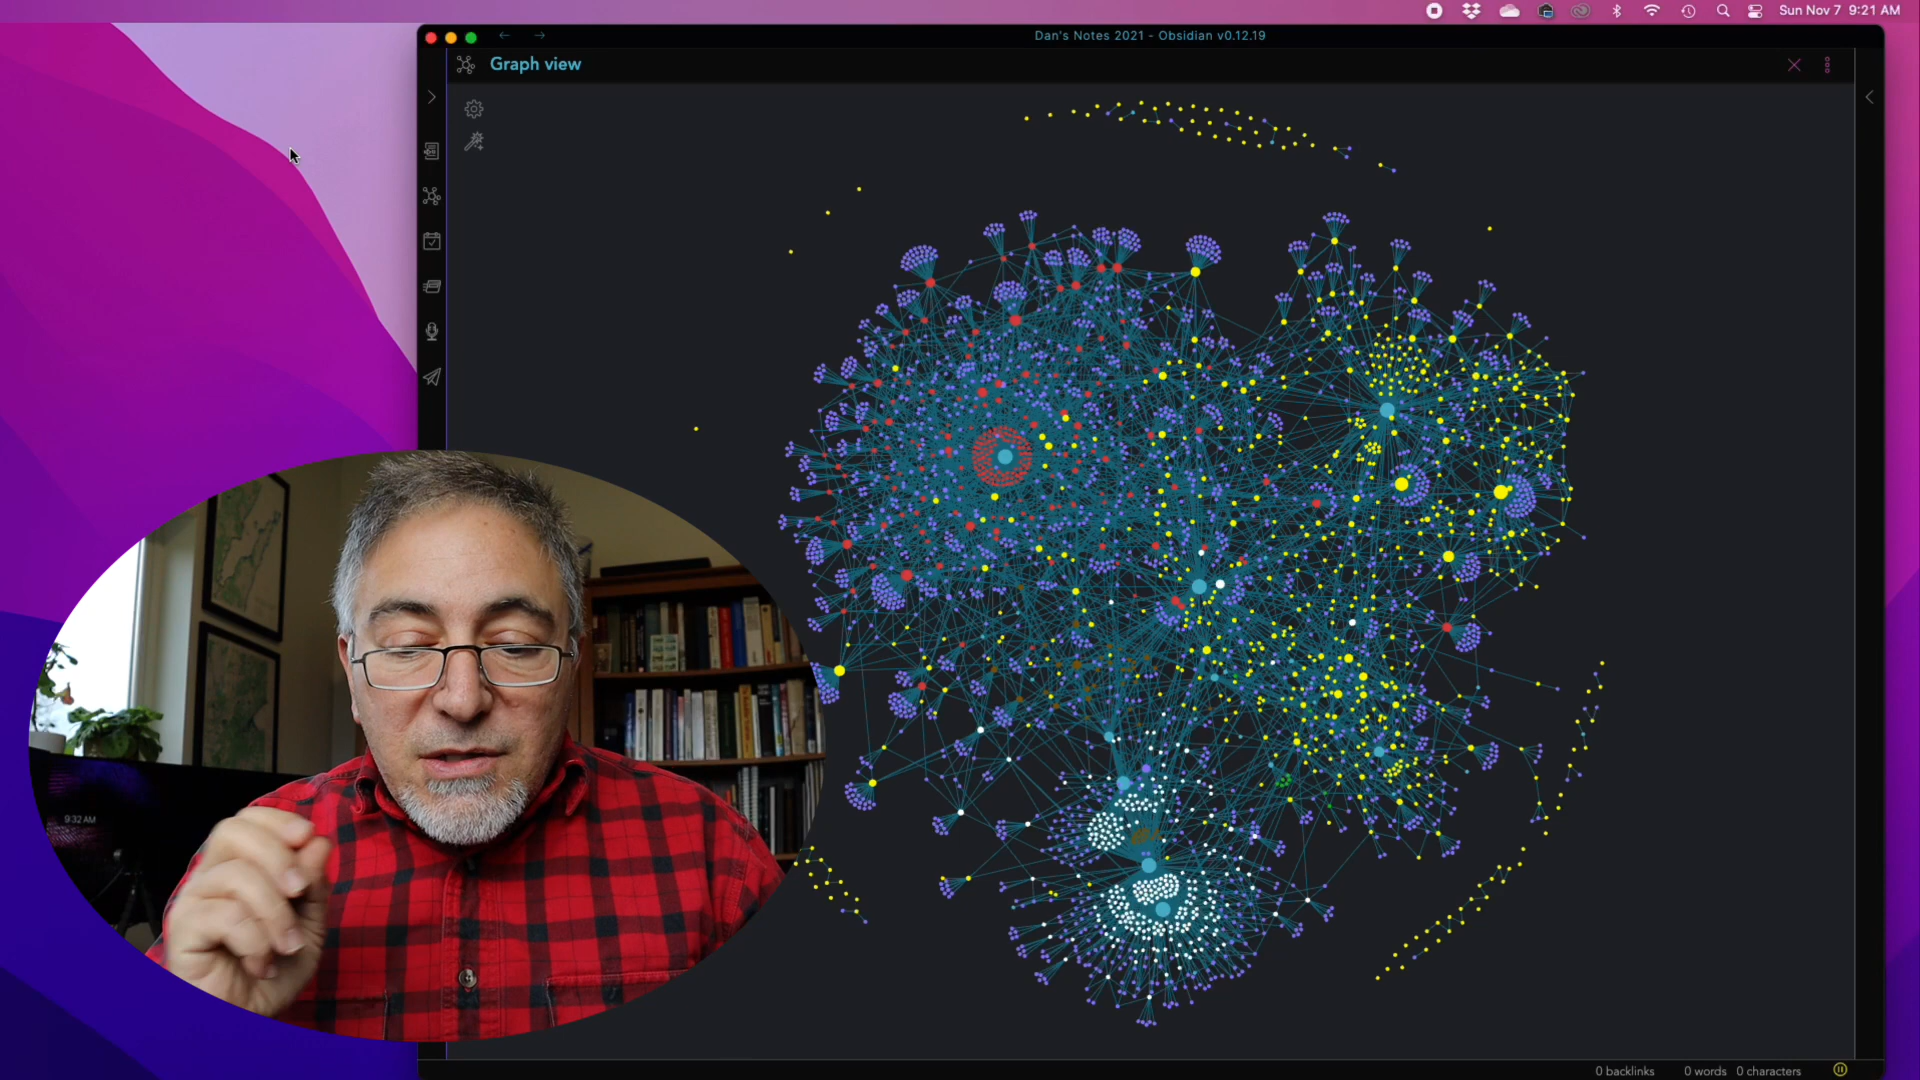 Sun Nov 7 9:21 AM
Dan's Notes 2021 - Obsidian v0.12.19
Graph view
9:32 AM
0 backlinks 0 words 0 characters